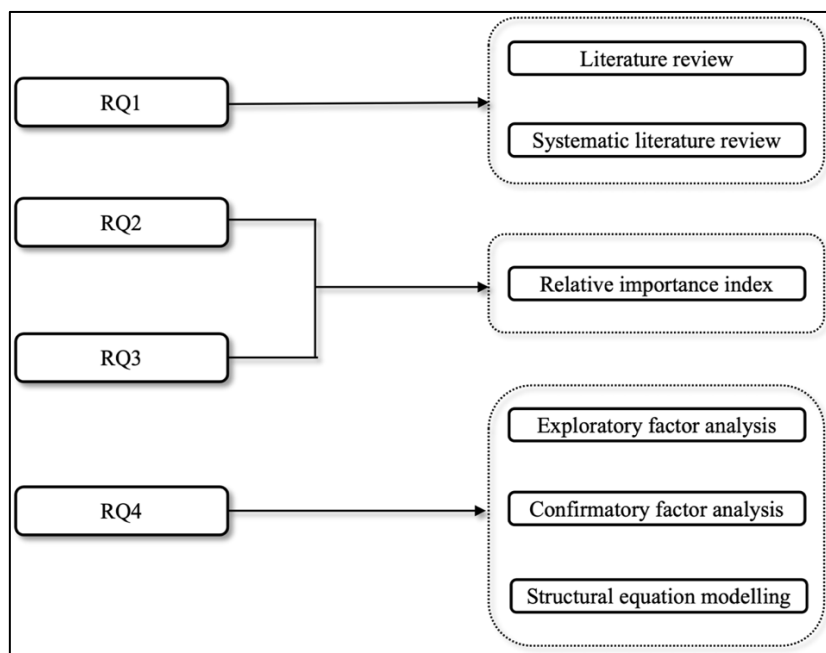 RQ1
Literature review
Systematic literature review
RQ2
RQ3
Relative importance index
RQ4
Exploratory factor analysis
Confirmatory factor analysis
Structural equation modelling